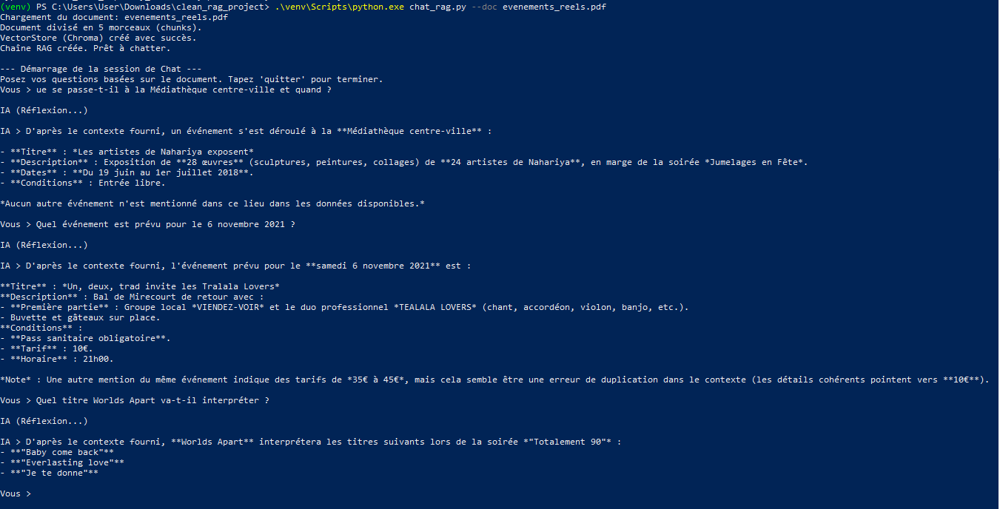 (venv) PS C:\Users\User\Downloads\clean_rag_project> .\venv\Scripts\python.exe chat_rag.py --doc evenements_reels.pdf
Chargement du document: evenements_reels.pdf
Document divisé en 5 morceaux (chunks).
VectorStore (Chroma) créé avec succès.
Chaîne RAG créée. Prêt à chatter.
--- Démarrage de la session de Chat ---
Posez vos questions basées sur le document. Tapez 'quitter' pour terminer.
Vous > ue se passe-t-il à la Médiathèque centre-ville et quand ?
IA (Réflexion...)
IA > D'après le contexte fourni, un événement s'est déroulé à la **Médiathèque centre-ville** :
- **Titre** : *Les artistes de Nahariya exposent*
- **Description** : Exposition de **28 œuvres** (sculptures, peintures, collages) de **24 artistes de Nahariya**, en marge de la soirée *Jumelages en Fête*.
- **Dates** : **Du 19 juin au 1er juillet 2018**.
- **Conditions** : Entrée libre.
*Aucun autre événement n'est mentionné dans ce lieu dans les données disponibles.*
Vous > Quel événement est prévu pour le 6 novembre 2021 ?
IA (Réflexion...)
IA > D'après le contexte fourni, l'événement prévu pour le **samedi 6 novembre 2021** est :
**Titre** : *Un, deux, trad invite les Tralala Lovers*
**Description** : Bal de Mirecourt de retour avec :
- **Première partie** : Groupe local *VIENDEZ-VOIR* et le duo professionnel *TEALALA LOVERS* (chant, accordéon, violon, banjo, etc.).
- Buvette et gâteaux sur place.
**Conditions** :
- **Pass sanitaire obligatoire**.
- **Tarif** : 10€.
- **Horaire** : 21h00.
*Note* : Une autre mention du même événement indique des tarifs de *35€ à 45€*, mais cela semble être une erreur de duplication dans le contexte (les détails cohérents pointent vers **10€**).
Vous > Quel titre Worlds Apart va-t-il interpréter ?
IA (Réflexion...)
IA > D'après le contexte fourni, **Worlds Apart** interprétera les titres suivants lors de la soirée *"Totalement 90"* :
- **"Baby come back"**
- **"Everlasting love"**
- **"Je te donne"**
Vous >